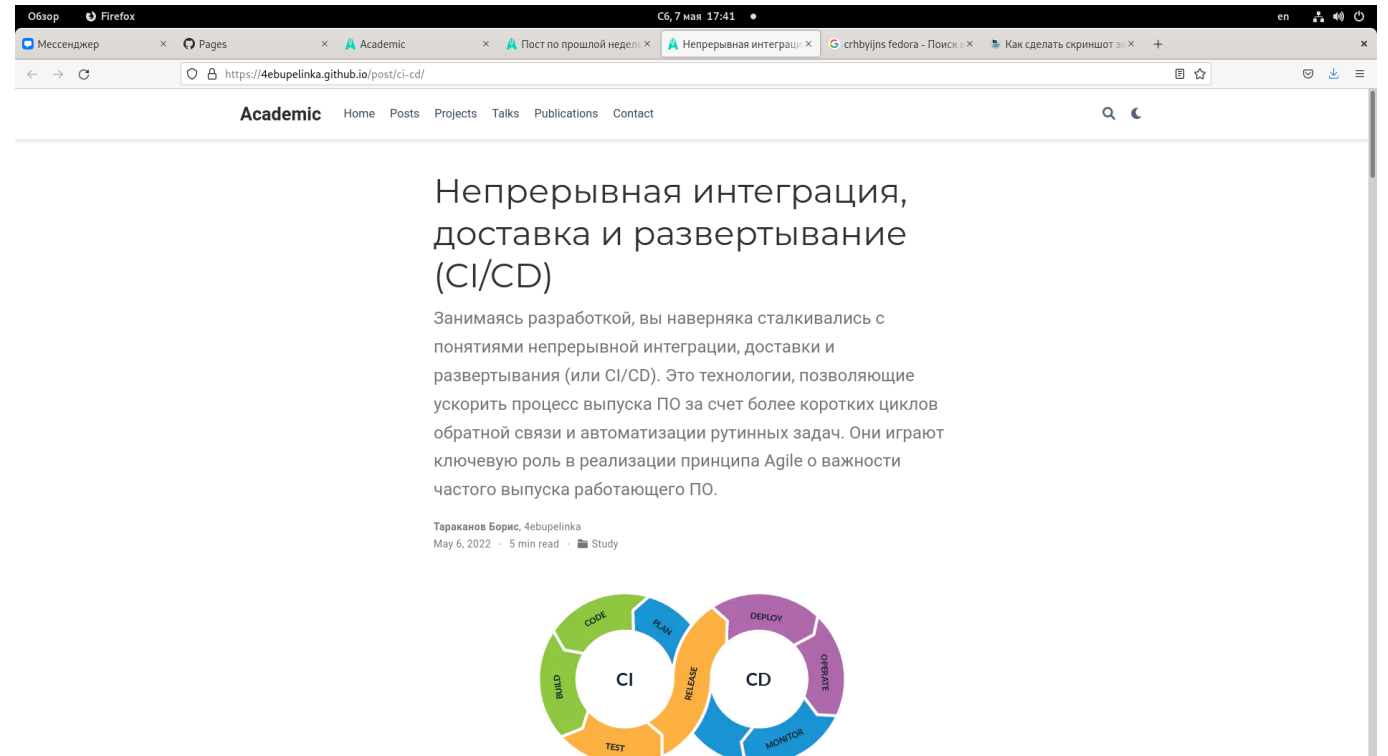 Обзор Firefox Сб, 7 мая 17:41 en
Мессенджер Pages Academic Пост по прошлой неделе Непрерывная интеграци crhbyijns fedora - Поиск в Как сделать скриншот эк
https://4ebupelinka.github.io/post/ci-cd/
Academic Home Posts Projects Talks Publications Contact
Непрерывная интеграция,
доставка и развертывание
(CI/CD)
Занимаясь разработкой, вы наверняка сталкивались с
понятиями непрерывной интеграции, доставки и
развертывания (или CI/CD). Это технологии, позволяющие
ускорить процесс выпуска ПО за счет более коротких циклов
обратной связи и автоматизации рутинных задач. Они играют
ключевую роль в реализации принципа Agile о важности
частого выпуска работающего ПО.
Тараканов Борис, 4ebupelinka
May 6, 2022 · 5 min read · Study
CODE
PLAN
DEPLOY
OPERATE
CI
CD
BUILD
RELEASE
TEST
MONITOR